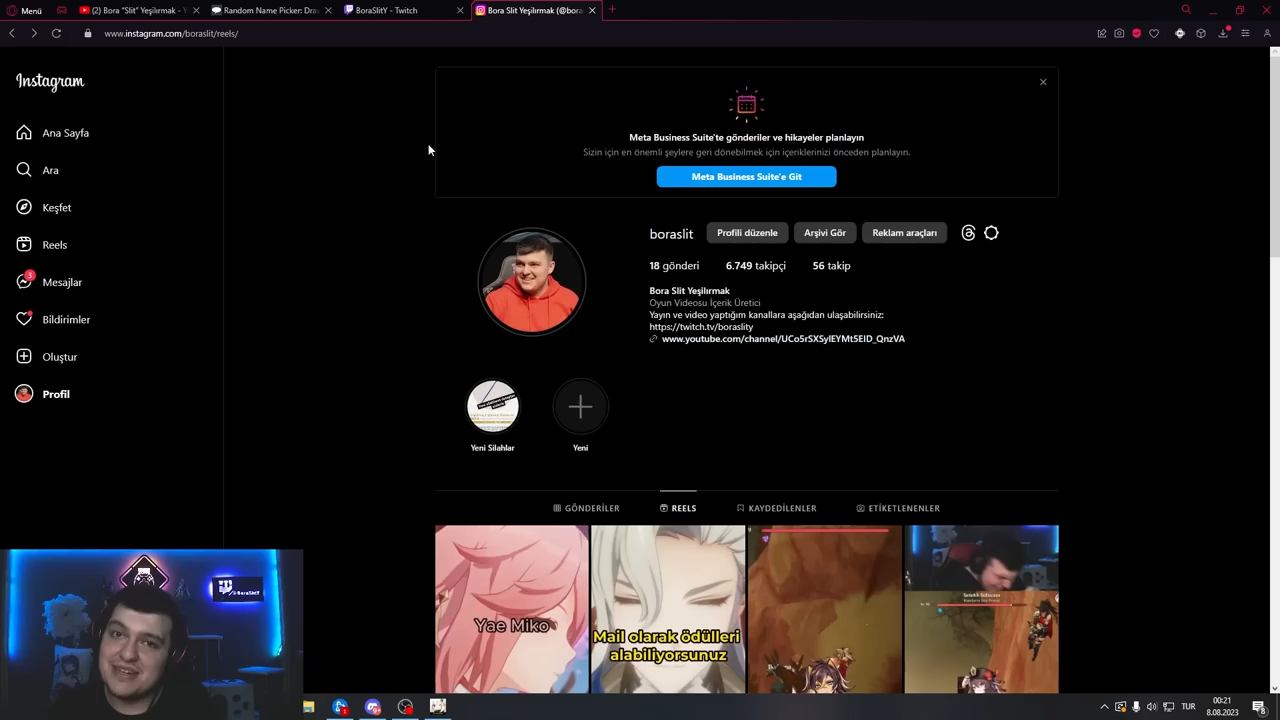 Menü
(2) Bora "Slit" Yeşilırmak - Y
Random Name Picker: Dra
BoraSlitY - Twitch
Bora Slit Yeşilırmak (@bora
www.instagram.com/boraslit/reels/
Instagram
Ana Sayfa
Ara
Keşfet
Reels
3
Mesajlar
Bildirimler
Oluştur
Profil
Meta Business Suite'te gönderiler ve hikayeler planlayın
Sizin için en önemli şeylere geri dönebilmek için içeriklerinizi önceden planlayın.
Meta Business Suite'e Git
boraslit
Profili düzenle
Arşivi Gör
Reklam araçları
18 gönderi 6.749 takipçi 56 takip
Bora Slit Yeşilırmak
Oyun Videosu İçerik Üretici
Yayın ve video yaptığım kanallara aşağıdan ulaşabilirsiniz:
https://twitch.tv/boraslity
www.youtube.com/channel/UCo5rSXSylEYMt5EID_QnzVA
Yeni Silahlar
Yeni
GÖNDERİLER
REELS
KAYDEDİLENLER
ETİKETLENENLER
Yae Miko
Mail olarak ödülleri
alabiliyorsunuz
TUR
00:21
8.08.2023